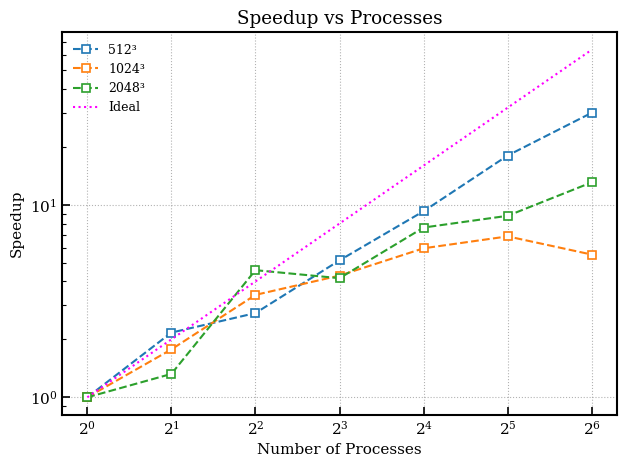 Speedup vs Processes
512³
1024³
2048³
Ideal
Speedup
10¹
10⁰
2⁰ 2¹ 2² 2³ 2⁴ 2⁵ 2⁶
Number of Processes